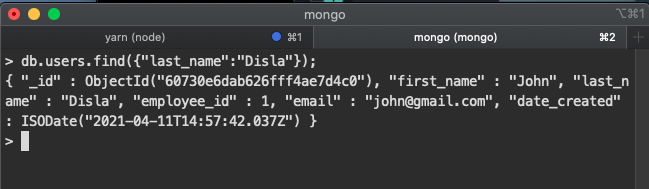 mongo
⌥⌘1
yarn (node)
⌘1
mongo (mongo)
⌘2
> db.users.find({"last_name":"Disla"});
{ "_id" : ObjectId("60730e6dab626fff4ae7d4c0"), "first_name" : "John", "last_n
ame" : "Disla", "employee_id" : 1, "email" : "john@gmail.com", "date_created"
: ISODate("2021-04-11T14:57:42.037Z") }
>